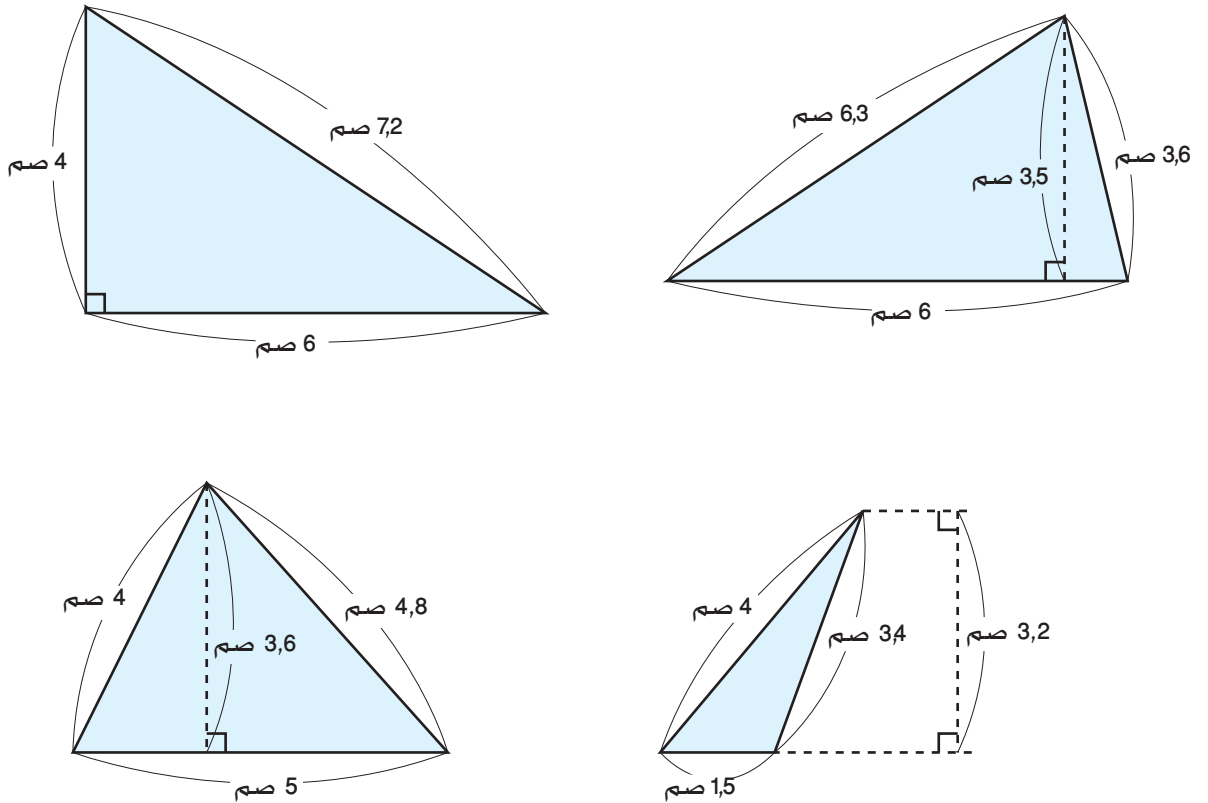 4 صم
7,2 صم
6 صم
6,3 صم
3,5 صم
3,6 صم
6 صم
4 صم
3,6 صم
4,8 صم
5 صم
4 صم
3,4 صم
3,2 صم
1,5 صم